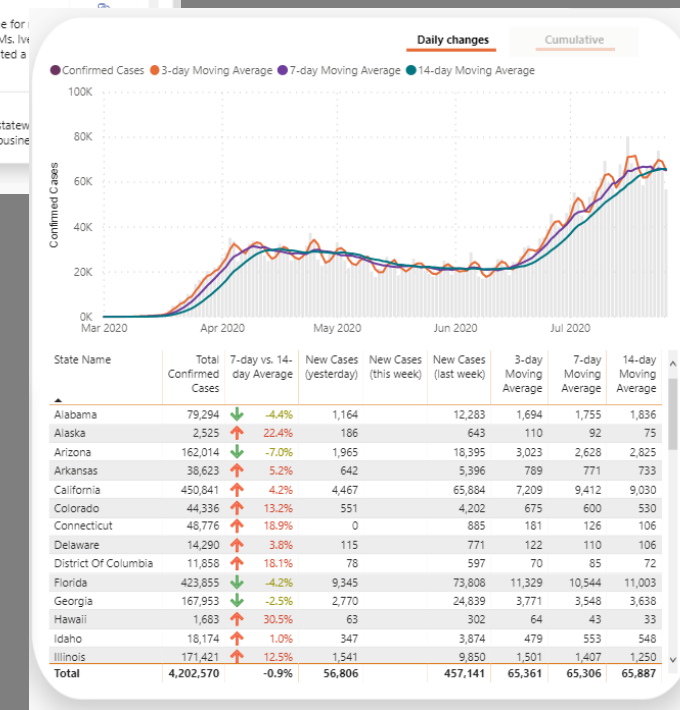 e for
Ms. Ive
ted a
statew
busine
Daily changes Cumulative
Confirmed Cases 3-day Moving Average 7-day Moving Average 14-day Moving Average
100K
80K
60K
40K
20K
0K
Confirmed Cases
Mar 2020 Apr 2020 May 2020 Jun 2020 Jul 2020
State Name Total 7-day vs. 14- New Cases New Cases New Cases 3-day 7-day 14-day
Confirmed day Average (yesterday) (this week) (last week) Moving Moving Moving
Cases Average Average Average
Alabama 79,294 -4.4% 1,164 12,283 1,694 1,755 1,836
Alaska 2,525 22.4% 186 643 110 92 75
Arizona 162,014 -7.0% 1,965 18,395 3,023 2,628 2,825
Arkansas 38,623 5.2% 642 5,396 789 771 733
California 450,841 4.2% 4,467 65,884 7,209 9,412 9,030
Colorado 44,336 13.2% 551 4,202 675 600 530
Connecticut 48,776 18.9% 0 885 181 126 106
Delaware 14,290 3.8% 115 771 122 110 106
District Of Columbia 11,858 18.1% 78 597 70 85 72
Florida 423,855 -4.2% 9,345 73,808 11,329 10,544 11,003
Georgia 167,953 -2.5% 2,770 24,839 3,771 3,548 3,638
Hawaii 1,683 30.5% 63 302 64 43 33
Idaho 18,174 1.0% 347 3,874 479 553 548
Illinois 171,421 12.5% 1,541 9,850 1,501 1,407 1,250
Total 4,202,570 -0.9% 56,806 457,141 65,361 65,306 65,887